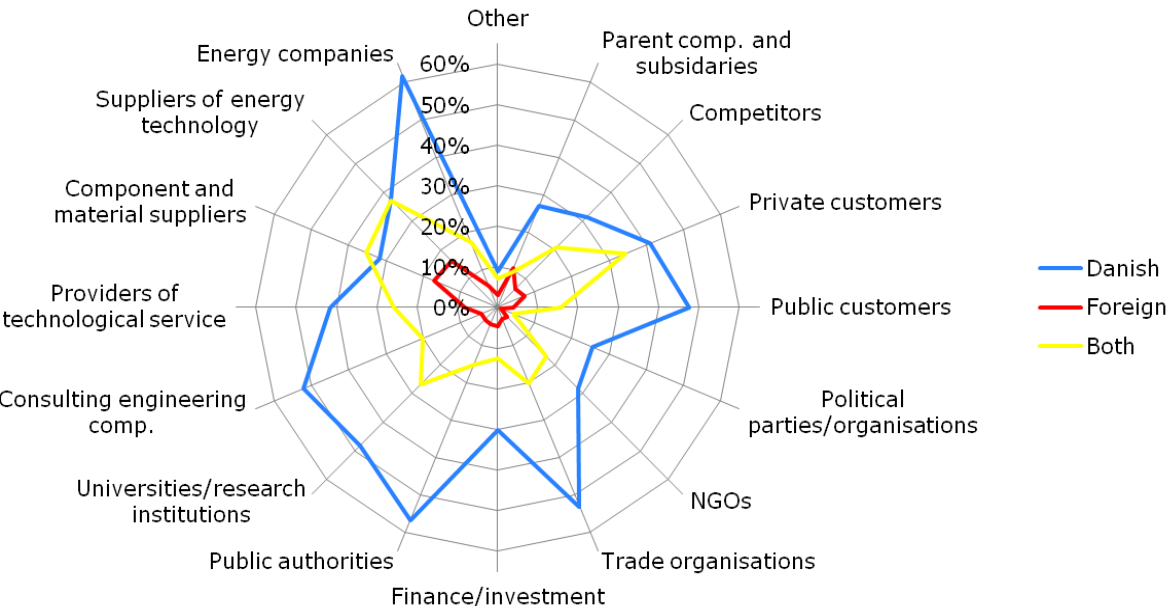 Other
Parent comp. and
subsidaries
Competitors
Private customers
Public customers
Political
parties/organisations
NGOs
Trade organisations
Finance/investment
Public authorities
Universities/research
institutions
Consulting engineering
comp.
Providers of
technological service
Component and
material suppliers
Suppliers of energy
technology
Energy companies
60%
50%
40%
30%
20%
10%
0%
Danish
Foreign
Both